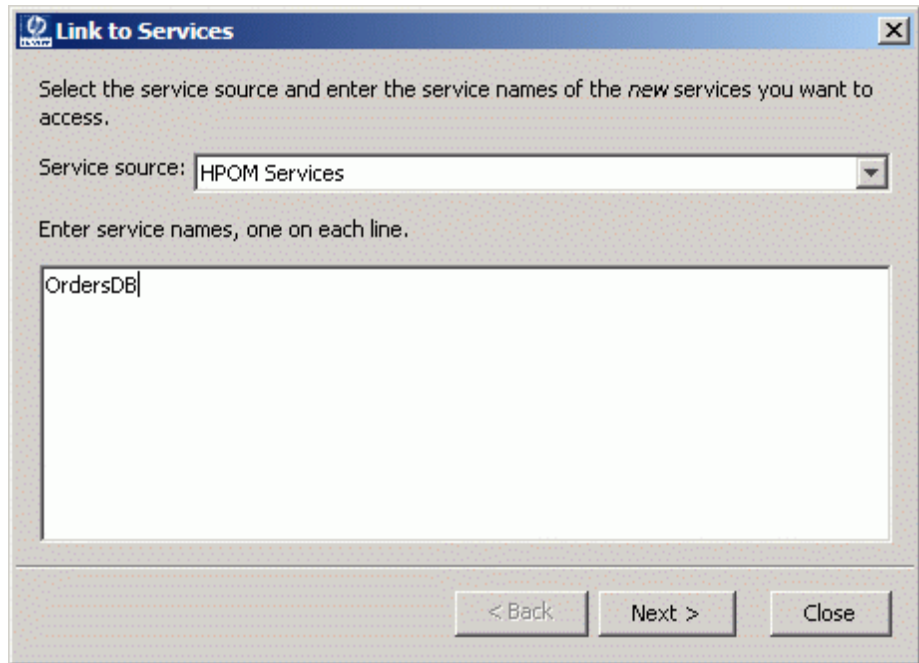 Link to Services
Select the service source and enter the service names of the new services you want to
access.
Service source: HPOM Services
Enter service names, one on each line.
OrdersDB
< Back Next > Close